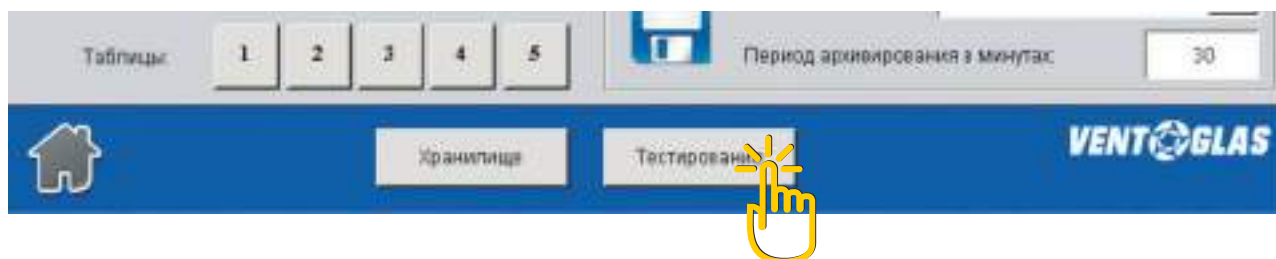 Таблицы: 1 2 3 4 5
Период архивирования в минутах: 30
Хранилище Тестирование
VENTOGLAS